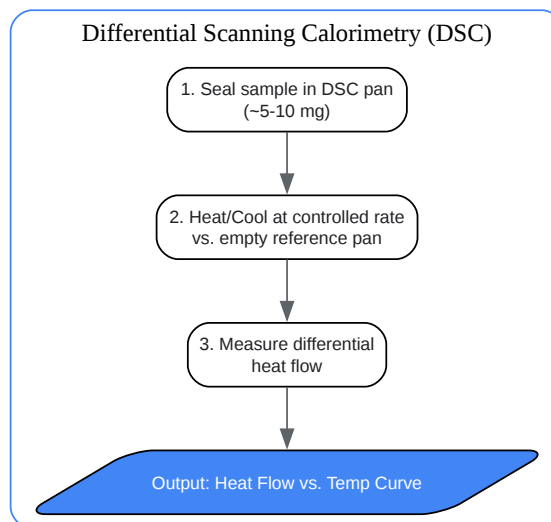 Differential Scanning Calorimetry (DSC)
1. Seal sample in DSC pan
(~5-10 mg)
2. Heat/Cool at controlled rate
vs. empty reference pan
3. Measure differential
heat flow
Output: Heat Flow vs. Temp Curve